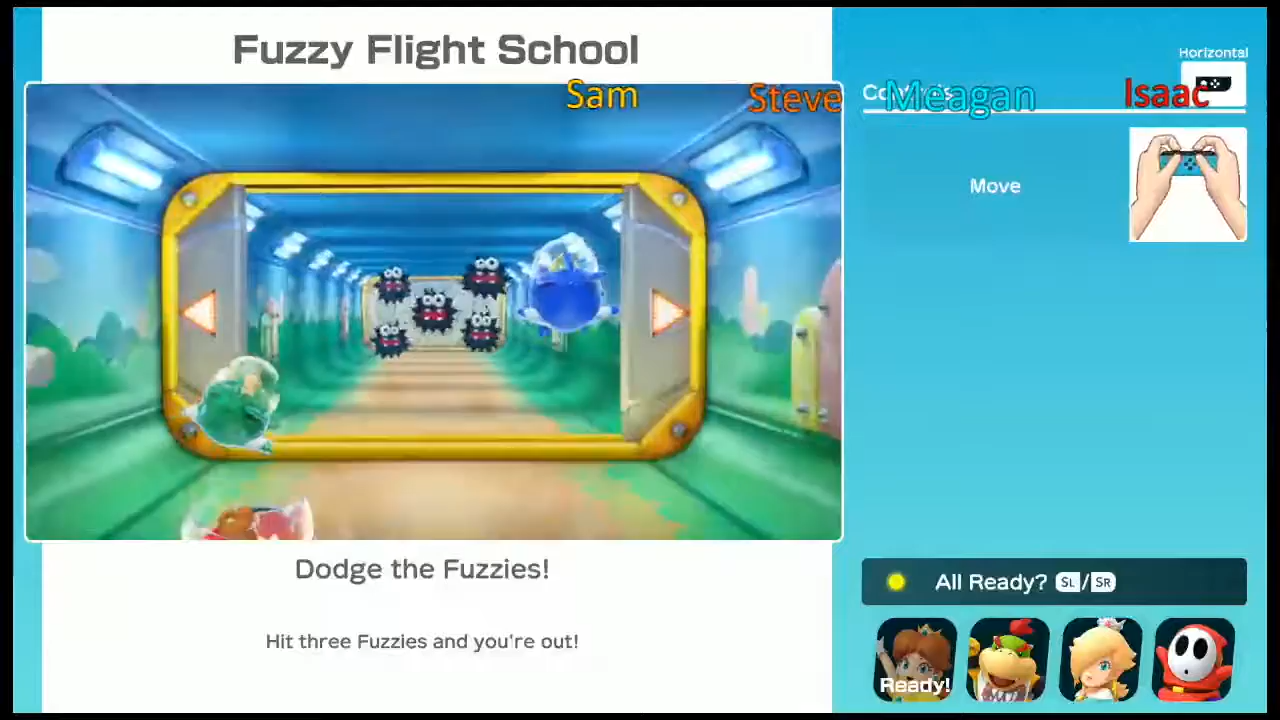 Fuzzy Flight School
Horizontal
Sam
Steve
Meagan
Isaac
Move
Dodge the Fuzzies!
Hit three Fuzzies and you're out!
All Ready? SL/SR
Ready!